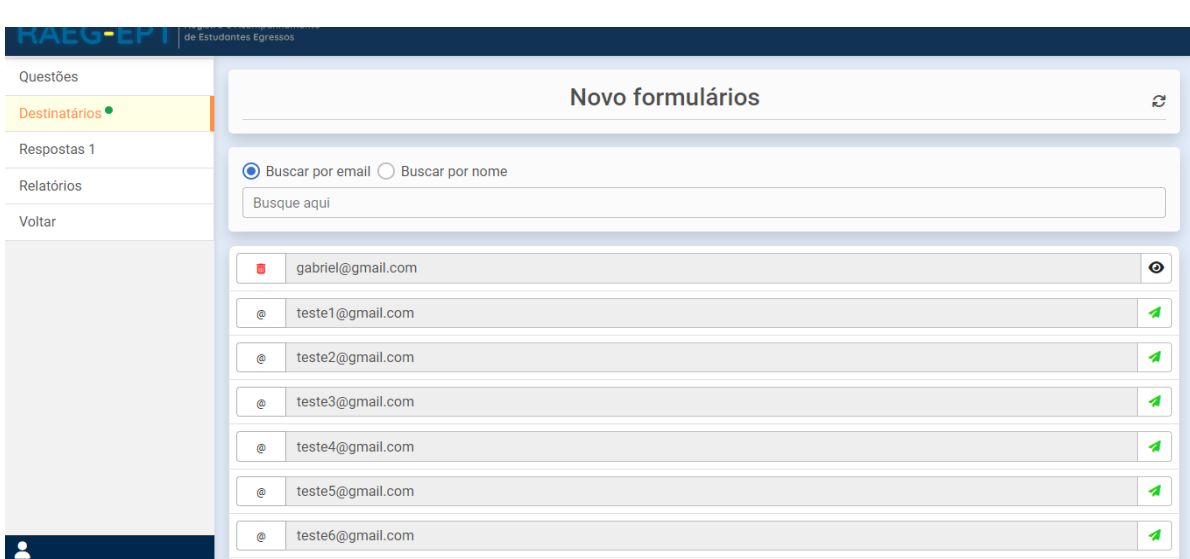 RAEG-EPT
de Estudantes Egressos
Questões
Destinatários
Respostas 1
Relatórios
Voltar
Novo formulários
Buscar por email Buscar por nome
Busque aqui
gabriel@gmail.com
@ teste1@gmail.com
@ teste2@gmail.com
@ teste3@gmail.com
@ teste4@gmail.com
@ teste5@gmail.com
@ teste6@gmail.com